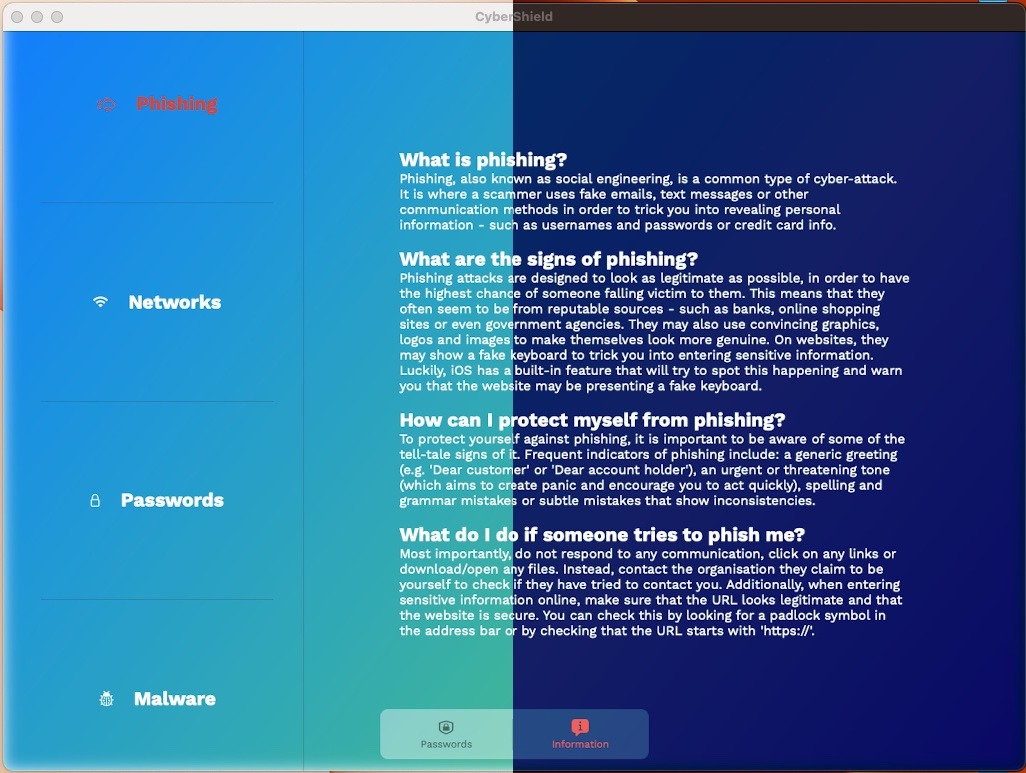 CyberShield
Phishing
Networks
Passwords
Malware
What is phishing?
Phishing, also known as social engineering, is a common type of cyber-attack.
It is where a scammer uses fake emails, text messages or other
communication methods in order to trick you into revealing personal
information - such as usernames and passwords or credit card info.
What are the signs of phishing?
Phishing attacks are designed to look as legitimate as possible, in order to have
the highest chance of someone falling victim to them. This means that they
often seem to be from reputable sources - such as banks, online shopping
sites or even government agencies. They may also use convincing graphics,
logos and images to make themselves look more genuine. On websites, they
may show a fake keyboard to trick you into entering sensitive information.
Luckily, iOS has a built-in feature that will try to spot this happening and warn
you that the website may be presenting a fake keyboard.
How can I protect myself from phishing?
To protect yourself against phishing, it is important to be aware of some of the
tell-tale signs of it. Frequent indicators of phishing include: a generic greeting
(e.g. 'Dear customer' or 'Dear account holder'), an urgent or threatening tone
(which aims to create panic and encourage you to act quickly), spelling and
grammar mistakes or subtle mistakes that show inconsistencies.
What do I do if someone tries to phish me?
Most importantly, do not respond to any communication, click on any links or
download/open any files. Instead, contact the organisation they claim to be
yourself to check if they have tried to contact you. Additionally, when entering
sensitive information online, make sure that the URL looks legitimate and that
the website is secure. You can check this by looking for a padlock symbol in
the address bar or by checking that the URL starts with 'https://'.
Passwords
Information